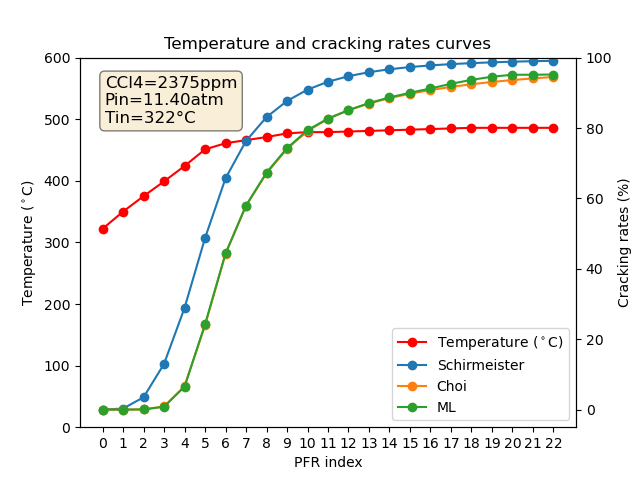 Temperature and cracking rates curves
CCl4=2375ppm
Pin=11.40atm
Tin=322°C
600
500
400
300
200
100
0
Temperature (°C)
100
80
60
40
20
0
Cracking rates (%)
Temperature (°C)
Schirmeister
Choi
ML
0 1 2 3 4 5 6 7 8 9 10 11 12 13 14 15 16 17 18 19 20 21 22
PFR index